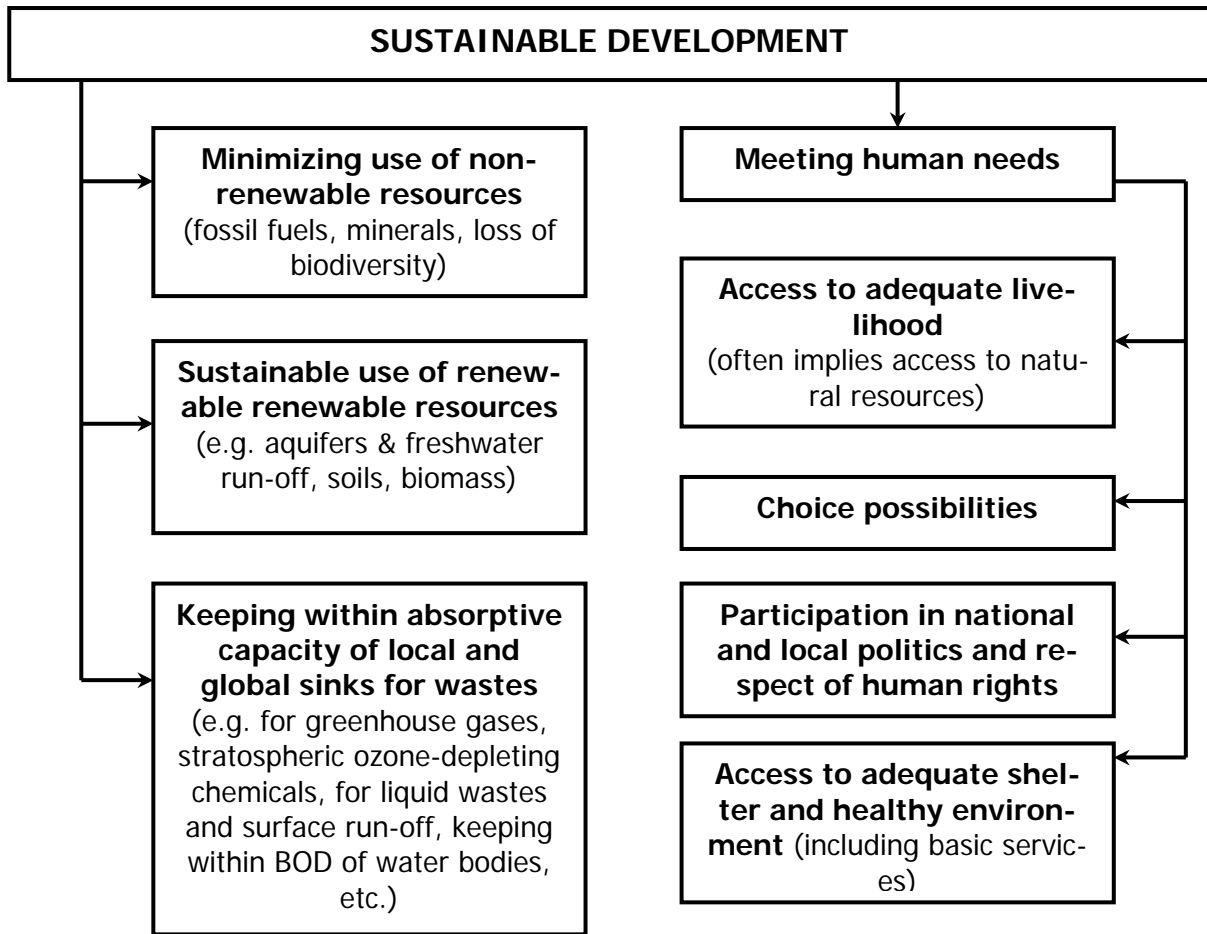 SUSTAINABLE DEVELOPMENT
Minimizing use of non-
renewable resources
(fossil fuels, minerals, loss of
biodiversity)
Sustainable use of renew-
able renewable resources
(e.g. aquifers & freshwater
run-off, soils, biomass)
Keeping within absorptive
capacity of local and
global sinks for wastes
(e.g. for greenhouse gases,
stratospheric ozone-depleting
chemicals, for liquid wastes
and surface run-off, keeping
within BOD of water bodies,
etc.)
Meeting human needs
Access to adequate live-
lihood
(often implies access to natu-
ral resources)
Choice possibilities
Participation in national
and local politics and re-
spect of human rights
Access to adequate shel-
ter and healthy environ-
ment (including basic servic-
es)